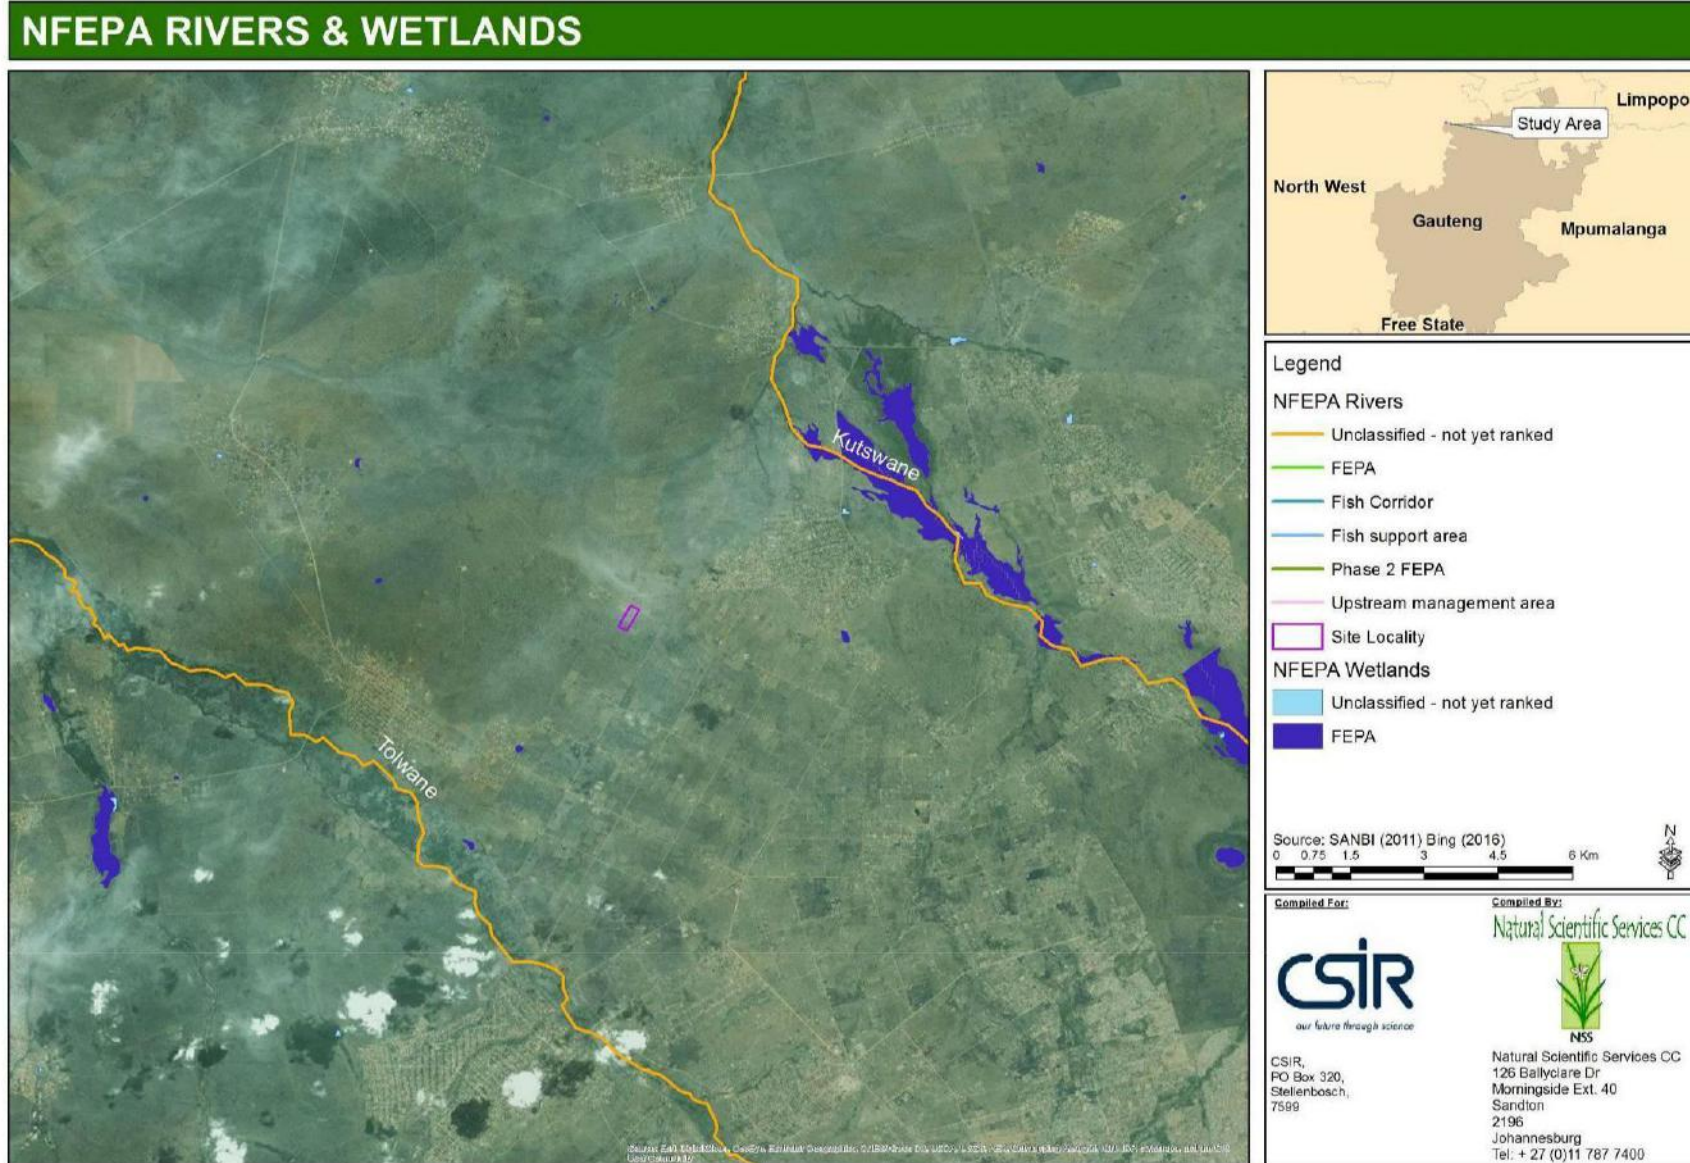 NFEPA RIVERS & WETLANDS
Kutswane
Tolwane
Limpopo
Study Area
North West
Gauteng
Mpumalanga
Free State
Legend
NFEPA Rivers
Unclassified - not yet ranked
FEPA
Fish Corridor
Fish support area
Phase 2 FEPA
Upstream management area
Site Locality
NFEPA Wetlands
Unclassified - not yet ranked
FEPA
Source: SANBI (2011) Bing (2016)
0 0.75 1.5 3 4.5 6 Km
N
Compiled For:
CSIR
our future through science
CSIR,
PO Box 320,
Stellenbosch,
7599
Compiled By:
Natural Scientific Services CC
NSS
Natural Scientific Services CC
126 Ballyclare Dr
Morningside Ext. 40
Sandton
2196
Johannesburg
Tel: + 27 (0)11 787 7400